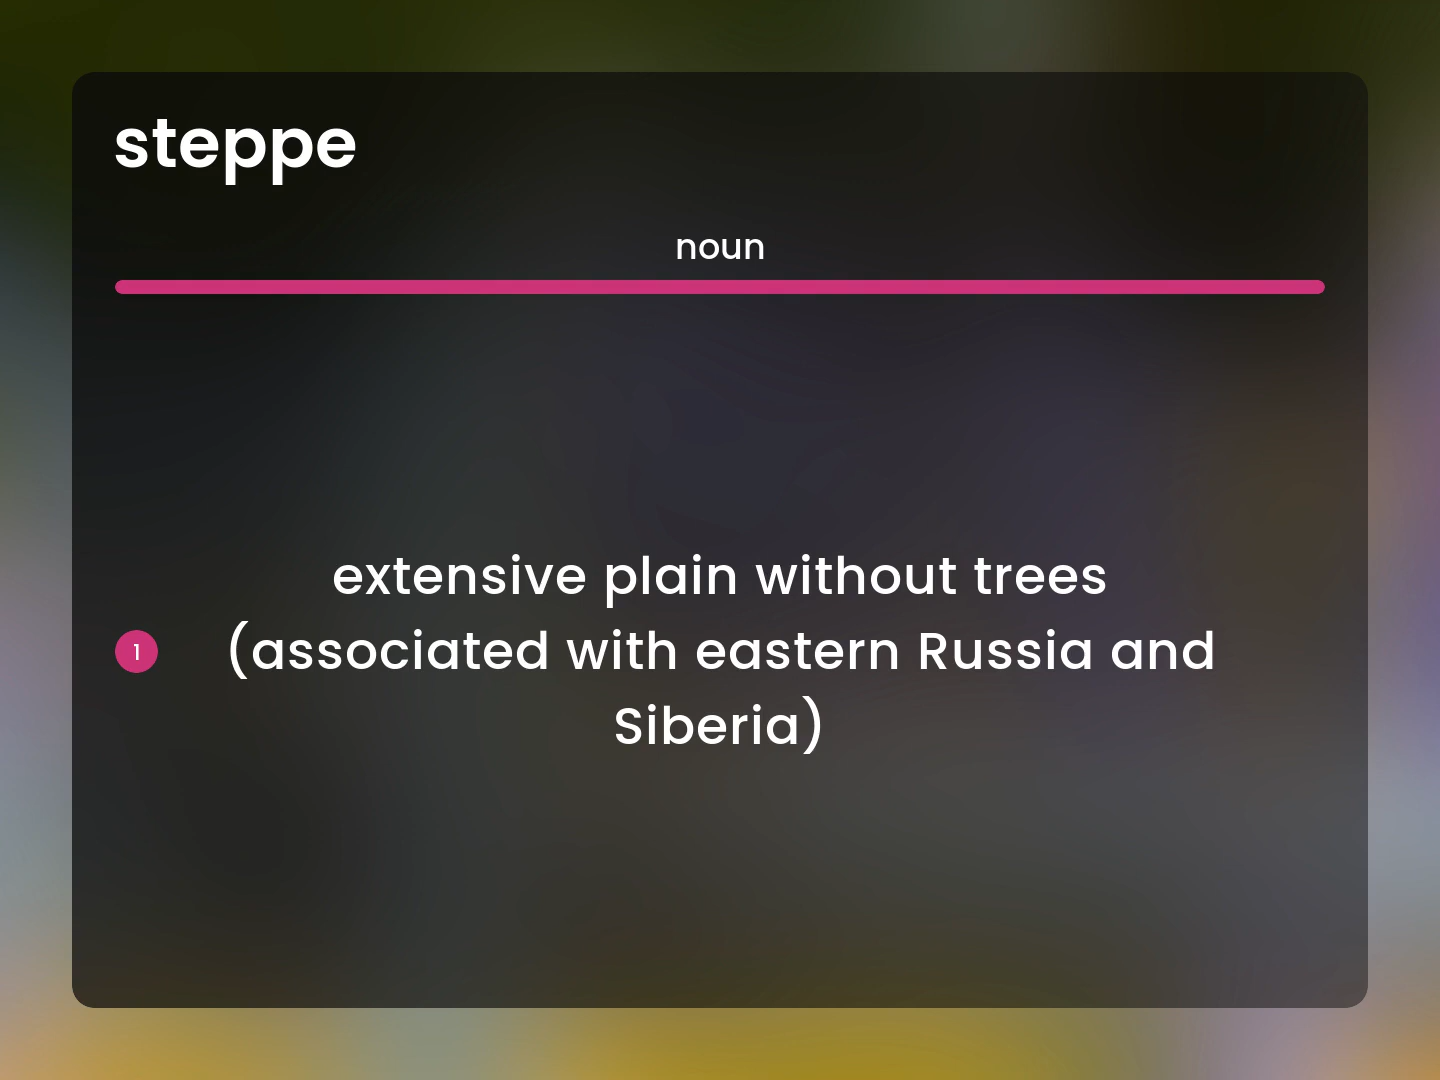 steppe
noun
extensive plain without trees
1
(associated with eastern Russia and
Siberia)